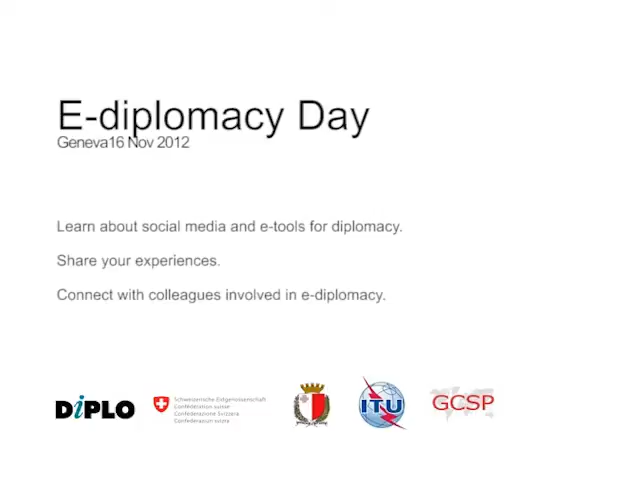 E-diplomacy Day
Geneva16 Nov 2012
Learn about social media and e-tools for diplomacy.
Share your experiences.
Connect with colleagues involved in e-diplomacy.
DiPLO
Schweizerische Eidgenossenschaft
Confédération suisse
Confederazione Svizzera
Confederaziun svizra
ITU
GCSP